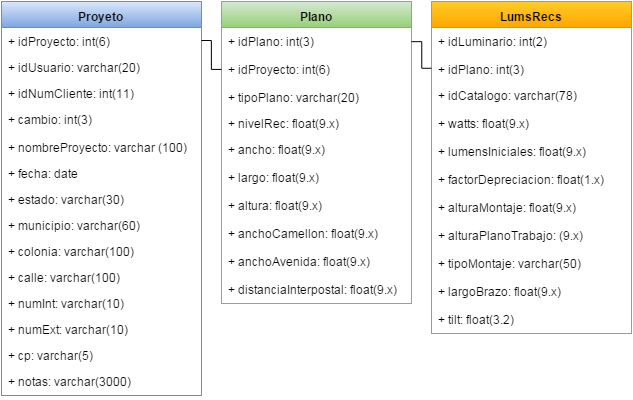 Proyeto
+ idProyecto: int(6)
+ idUsuario: varchar(20)
+ idNumCliente: int(11)
+ cambio: int(3)
+ nombreProyecto: varchar (100)
+ fecha: date
+ estado: varchar(30)
+ municipio: varchar(60)
+ colonia: varchar(100)
+ calle: varchar(100)
+ numInt: varchar(10)
+ numExt: varchar(10)
+ cp: varchar(5)
+ notas: varchar(3000)
Plano
+ idPlano: int(3)
+ idProyecto: int(6)
+ tipoPlano: varchar(20)
+ nivelRec: float(9.x)
+ ancho: float(9.x)
+ largo: float(9.x)
+ altura: float(9.x)
+ anchoCamellon: float(9.x)
+ anchoAvenida: float(9.x)
+ distanciaInterpostal: float(9.x)
LumsRecs
+ idLuminario: int(2)
+ idPlano: int(3)
+ idCatalogo: varchar(78)
+ watts: float(9.x)
+ lumensIniciales: float(9.x)
+ factorDepreciacion: float(1.x)
+ alturaMontaje: float(9.x)
+ alturaPlanoTrabajo: (9.x)
+ tipoMontaje: varchar(50)
+ largoBrazo: float(9.x)
+ tilt: float(3.2)